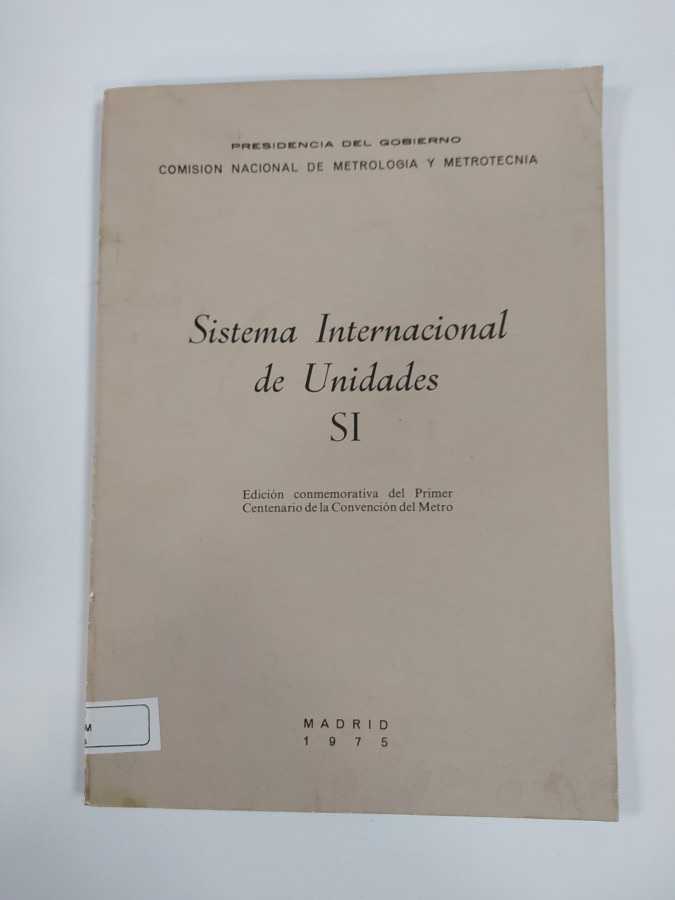 PRESIDENCIA DEL GOBIERNO
COMISION NACIONAL DE METROLOGIA Y METROTECNIA
Sistema Internacional
de Unidades
SI
Edición conmemorativa del Primer
Centenario de la Convención del Metro
MADRID
1975
M